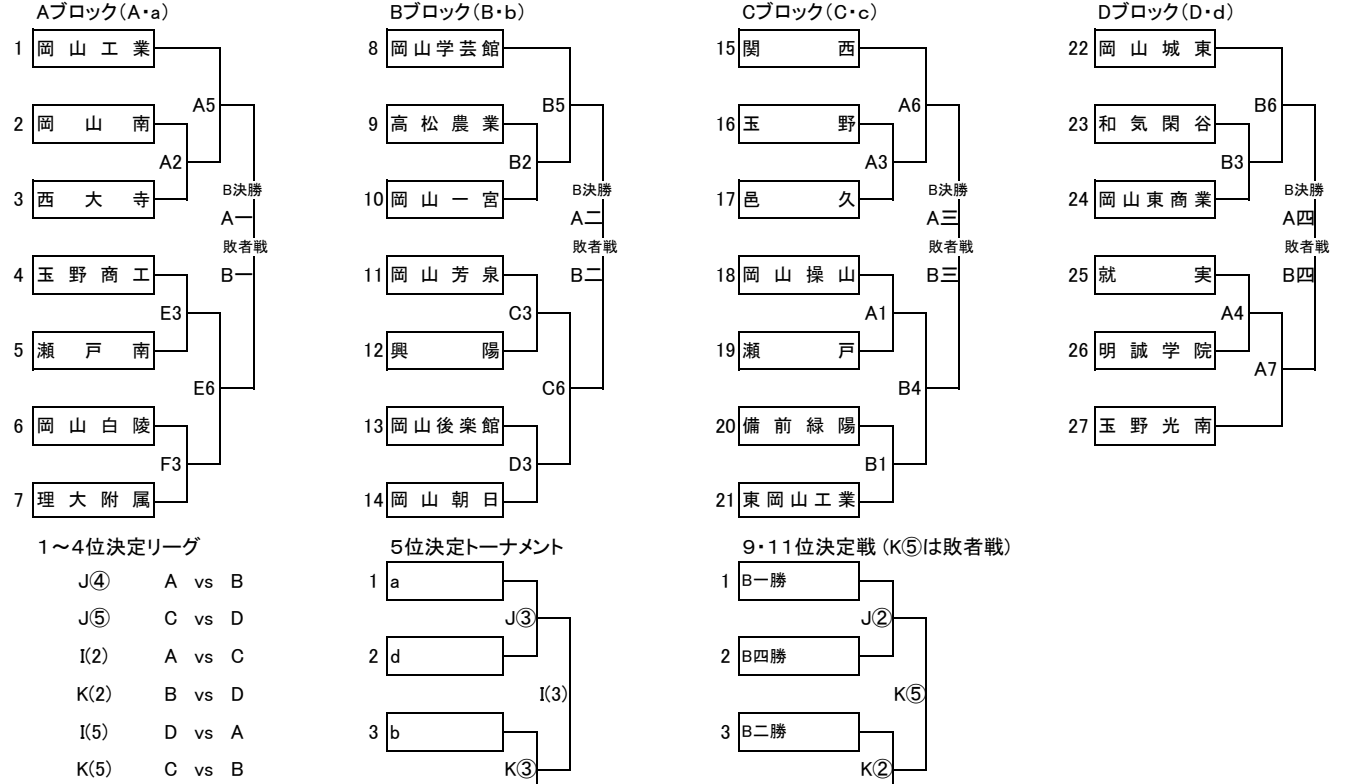 Aブロック(A・a)
1 岡山工業
2 岡山南
3 西大寺
4 玉野商工
5 瀬戸南
6 岡山白陵
7 理大附属
A5
A2
B決勝
A一
敗者戦
B一
E3
E6
F3
Bブロック(B・b)
8 岡山学芸館
9 高松農業
10 岡山一宮
11 岡山芳泉
12 興陽
13 岡山後楽館
14 岡山朝日
B5
B2
B決勝
A二
敗者戦
B二
C3
C6
D3
Cブロック(C・c)
15 関西
16 玉野
17 邑久
18 岡山操山
19 瀬戸
20 備前緑陽
21 東岡山工業
A6
A3
B決勝
A三
敗者戦
B三
A1
B4
B1
Dブロック(D・d)
22 岡山城東
23 和気閑谷
24 岡山東商業
25 就実
26 明誠学院
27 玉野光南
B6
B3
B決勝
A四
敗者戦
B四
A4
A7
1～4位決定リーグ
J④ A vs B
J⑤ C vs D
I(2) A vs C
K(2) B vs D
I(5) D vs A
K(5) C vs B
5位決定トーナメント
1 a
2 d
3 b
J③
I(3)
K③
9・11位決定戦 (K⑤は敗者戦)
1 B一勝
2 B四勝
3 B二勝
J②
K⑤
K②